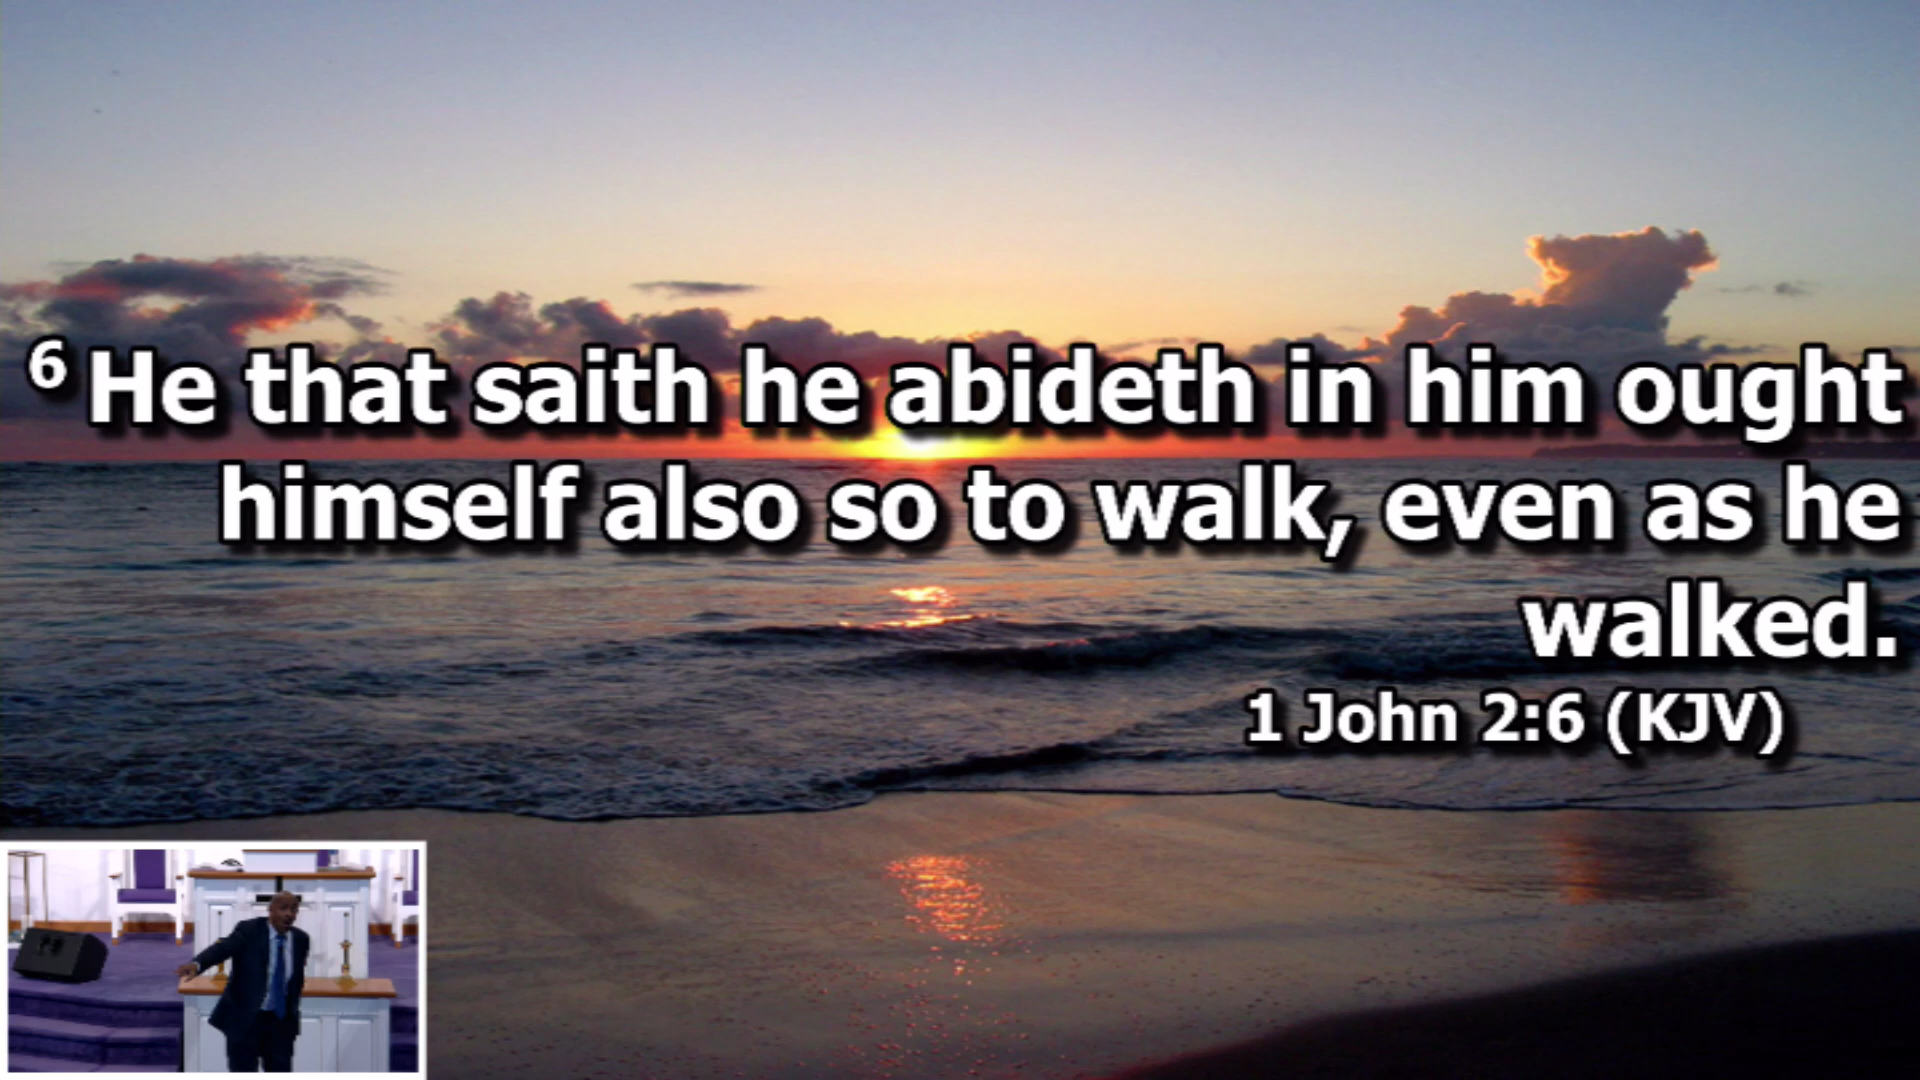 6 He that saith he abideth in him ought
himself also so to walk, even as he
walked.
1 John 2:6 (KJV)